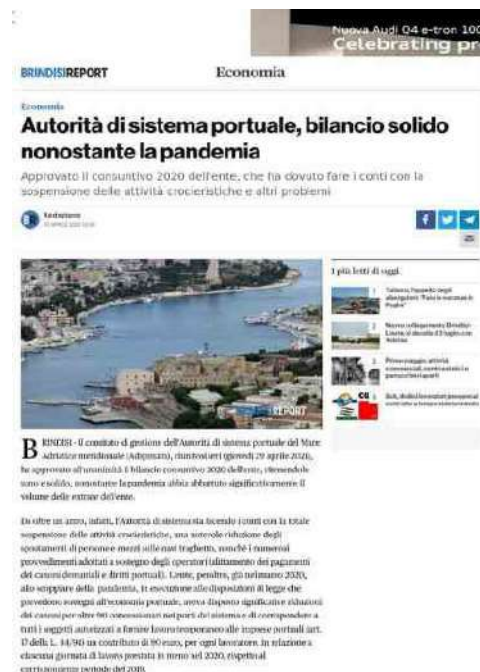 Nuova Audi Q4 e-tron 100
Celebrating pr
BRINDISIREPORT
Economia
Economia
Autorità di sistema portuale, bilancio solido
nonostante la pandemia
Approvato il consuntivo 2020 dell'ente, che ha dovuto fare i conti con la
sospensione delle attività crocieristiche e altri problemi
Redazione
I più letti di oggi
1
2
3
4
REPORT
BRINDISI - Il comitato di gestione dell'Autorità di sistema portuale del Mare
Adriatico meridionale (Adspmam), riunitosi ieri (giovedì 29 aprile 2021),
ha approvato all'unanimità il bilancio consuntivo 2020 dell'ente, ritenendolo
sano e solido, nonostante la pandemia abbia abbattuto significativamente il
volume delle entrate dell'ente.
Da oltre un anno, infatti, l'Autorità di sistema sta facendo i conti con la totale
sospensione delle attività crocieristiche, una notevole riduzione degli
spostamenti di persone e mezzi sulle navi traghetto, nonché i numerosi
provvedimenti adottati a sostegno degli operatori (slittamento dei pagamenti
dei canoni demaniali e diritti portuali). L'ente, peraltro, già nel mano 2020,
allo scoppiare della pandemia, in esecuzione alle disposizioni di legge che
prevedono sostegni all'economia portuale, aveva disposto significative riduzioni
dei canoni per oltre 90 concessionari nei porti del sistema e di corrispondere a
tutti i soggetti autorizzati a fornire lavoro temporaneo alle imprese portuali (art.
17 della L. 84/94) un contributo di 90 euro, per ogni lavoratore, in relazione a
ciascuna giornata di lavoro prestata in meno nel 2020, rispetto al
corrispondente periodo del 2019.